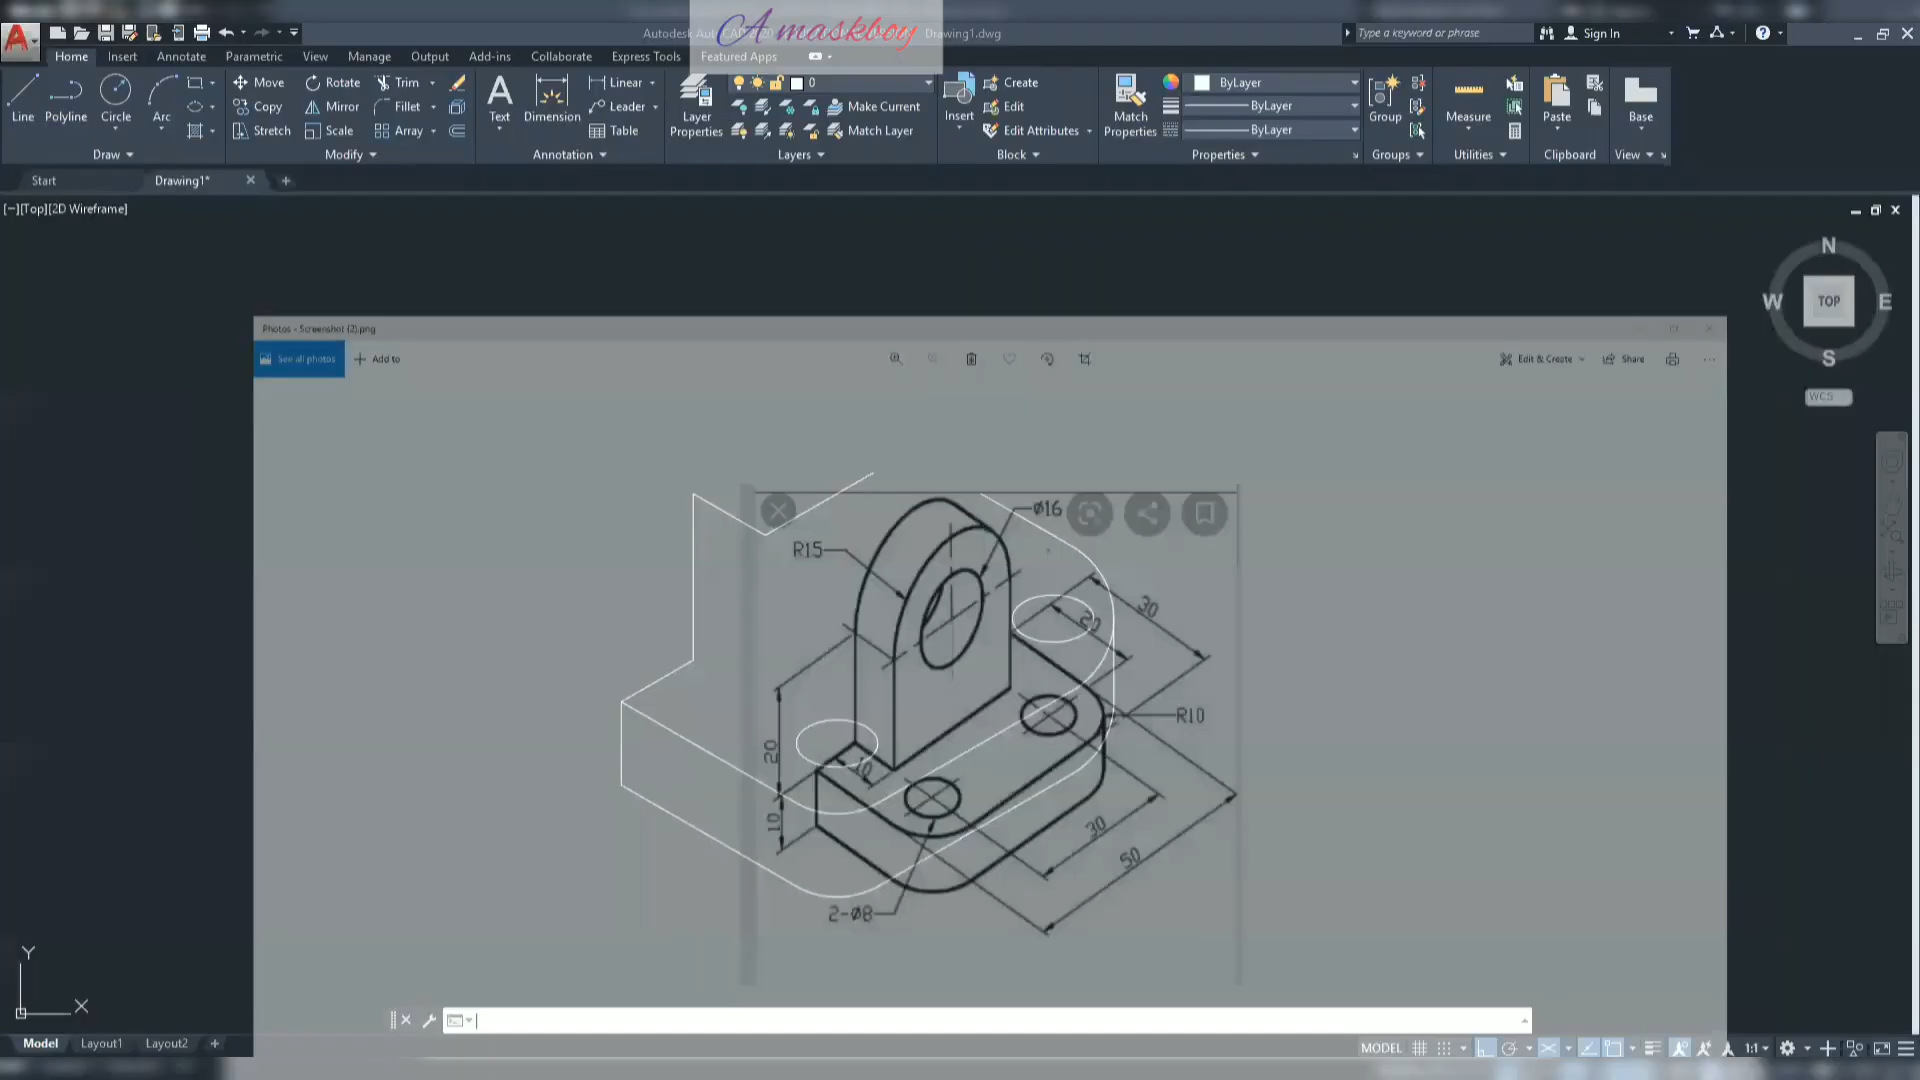 A maskboy
Autodesk Drawing1.dwg
Type a keyword or phrase
Sign In
Home Insert Annotate Parametric View Manage Output Add-ins Collaborate Express Tools Featured Apps
Line Polyline Circle Arc
Move Rotate Trim
Copy Mirror Fillet
Stretch Scale Array
Text Dimension
Linear
Leader
Table
Layer Properties
0
Make Current
Match Layer
Insert
Create
Edit
Edit Attributes
Match Properties
ByLayer
ByLayer
ByLayer
Group
Measure
Paste
Base
Draw Modify Annotation Layers Block Properties Groups Utilities Clipboard View
Start Drawing1*
[−][Top][2D Wireframe]
N
W TOP E
S
WCS
Photos - Screenshot (2).png
See all photos Add to Edit & Create Share
ø16
R15
30
20
R10
20
10
10
30
50
2-ø8
Y
X
Model Layout1 Layout2
MODEL 1:1